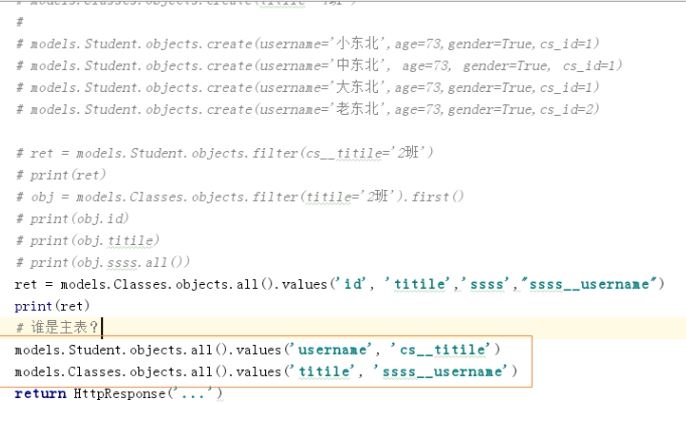 #
# models.Student.objects.create(username='小东北',age=73,gender=True,cs_id=1)
# models.Student.objects.create(username='中东北', age=73, gender=True, cs_id=1)
# models.Student.objects.create(username='大东北',age=73,gender=True,cs_id=1)
# models.Student.objects.create(username='老东北',age=73,gender=True,cs_id=2)
# ret = models.Student.objects.filter(cs__titile='2班')
# print(ret)
# obj = models.Classes.objects.filter(titile='2班').first()
# print(obj.id)
# print(obj.titile)
# print(obj.ssss.all())
ret = models.Classes.objects.all().values('id', 'titile','ssss',"ssss__username")
print(ret)
# 谁是主表？
models.Student.objects.all().values('username', 'cs__titile')
models.Classes.objects.all().values('titile', 'ssss__username')
return HttpResponse('...')